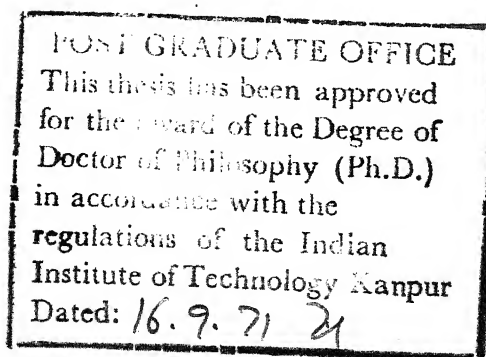 POST GRADUATE OFFICE
This thesis has been approved
for the award of the Degree of
Doctor of Philosophy (Ph.D.)
in accordance with the
regulations of the Indian
Institute of Technology Kanpur
Dated: 16.9.71